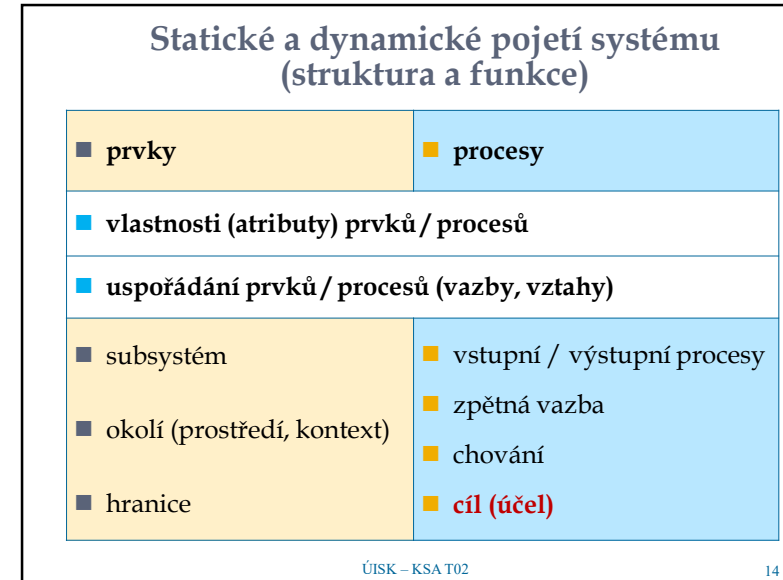 Statické a dynamické pojetí systému
(struktura a funkce)
prvky
procesy
vlastnosti (atributy) prvků / procesů
uspořádání prvků / procesů (vazby, vztahy)
subsystém
okolí (prostředí, kontext)
hranice
vstupní / výstupní procesy
zpětná vazba
chování
cíl (účel)
ÚISK – KSA T02
14